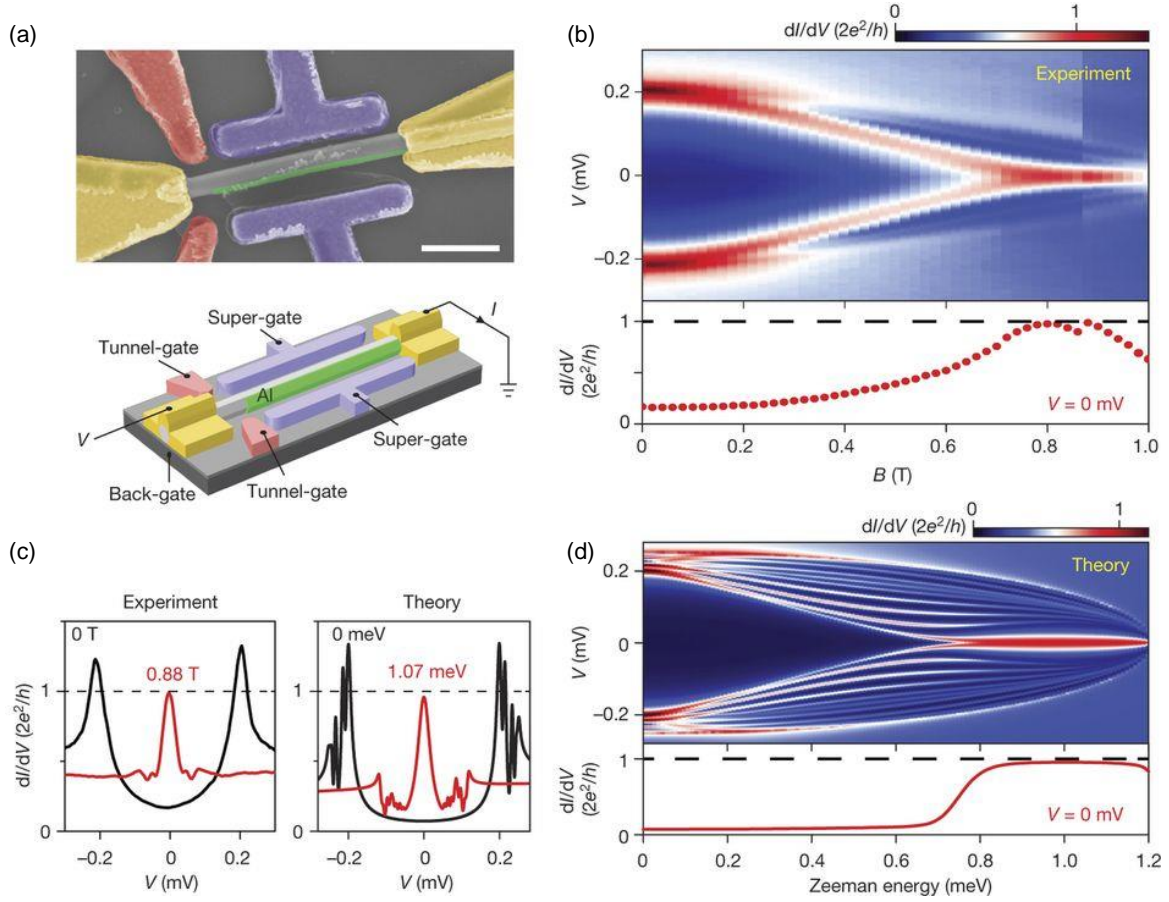 (a)
Super-gate
Tunnel-gate
Al
I
V
Super-gate
Back-gate
Tunnel-gate
(b)
dI/dV (2e²/h)
0
1
Experiment
0.2
0
−0.2
V (mV)
1
0
dI/dV
(2e²/h)
V = 0 mV
0
0.2
0.4
0.6
0.8
1.0
B (T)
(c)
Experiment
Theory
0 T
0.88 T
0 meV
1.07 meV
dI/dV (2e²/h)
1
0
1
0
−0.2
0
0.2
−0.2
0
0.2
V (mV)
V (mV)
(d)
dI/dV (2e²/h)
0
1
Theory
0.2
0
−0.2
V (mV)
1
0
dI/dV
(2e²/h)
V = 0 mV
0
0.2
0.4
0.6
0.8
1.0
1.2
Zeeman energy (meV)